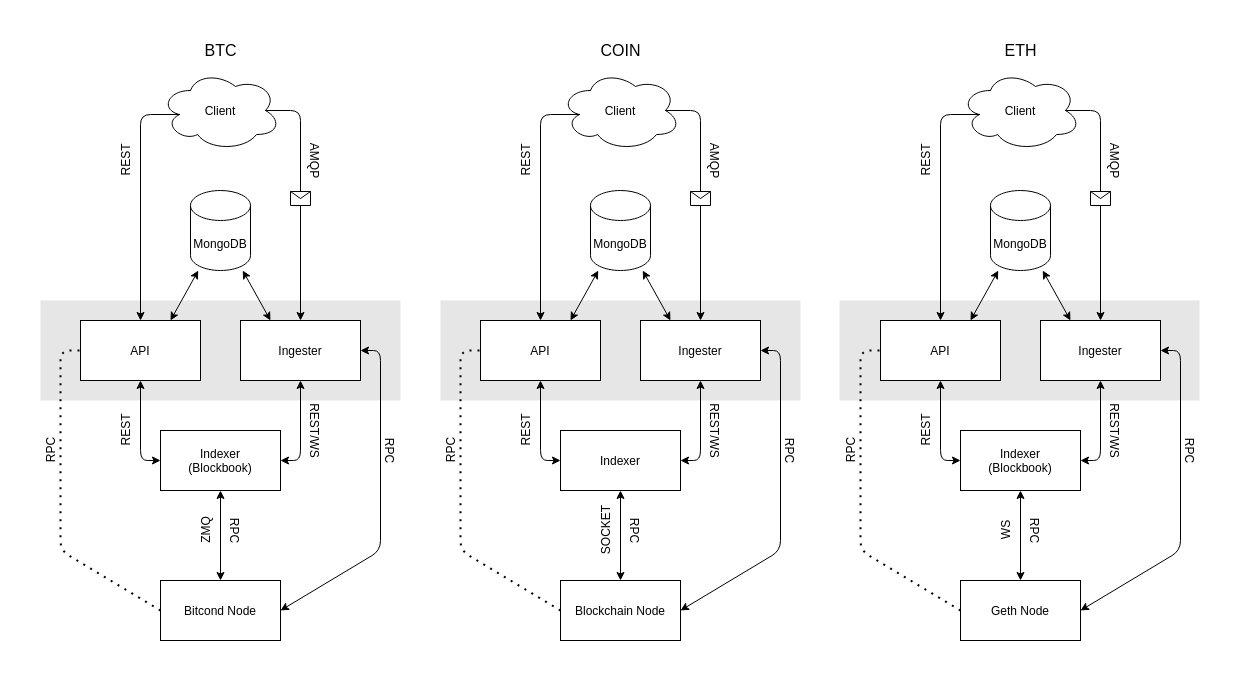 BTC
Client
REST
AMQP
MongoDB
API
Ingester
REST
REST/WS
RPC
RPC
Indexer
(Blockbook)
ZMQ
RPC
Bitcond Node
COIN
Client
REST
AMQP
MongoDB
API
Ingester
REST
REST/WS
RPC
RPC
Indexer
SOCKET
RPC
Blockchain Node
ETH
Client
REST
AMQP
MongoDB
API
Ingester
REST
REST/WS
RPC
RPC
Indexer
(Blockbook)
WS
RPC
Geth Node